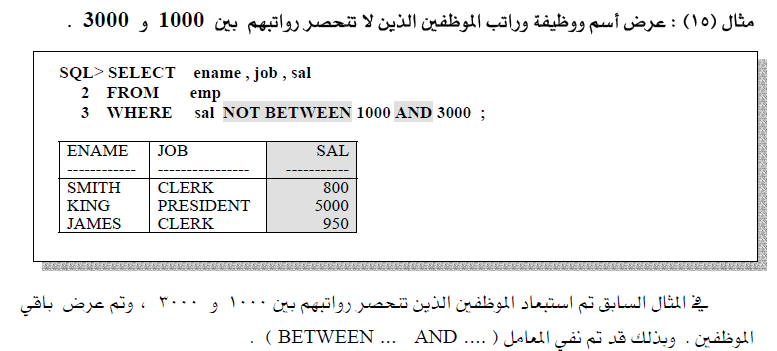 مثال (١٥) : عرض أسم ووظيفة وراتب الموظفين الذين لا تنحصر رواتبهم بين 1000 و 3000 .
SQL> SELECT ename , job , sal
2 FROM emp
3 WHERE sal NOT BETWEEN 1000 AND 3000 ;
ENAME JOB SAL
------------ ---------------- -----------
SMITH CLERK 800
KING PRESIDENT 5000
JAMES CLERK 950
في المثال السابق تم استبعاد الموظفين الذين تنحصر رواتبهم بين ١٠٠٠ و ٣٠٠٠ ، وتم عرض باقي
الموظفين . وبذلك قد تم نفي المعامل ( BETWEEN ... AND .... ) .